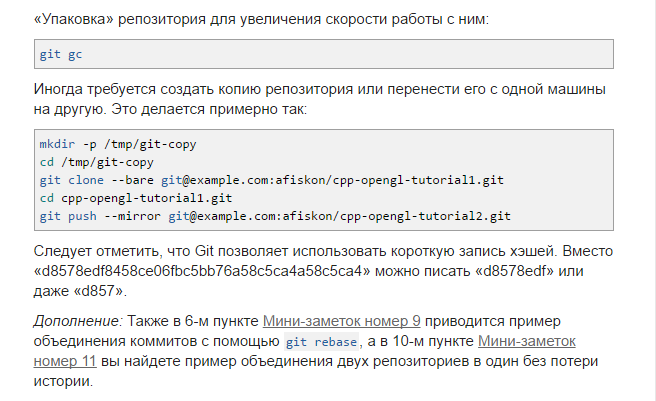 «Упаковка» репозитория для увеличения скорости работы с ним:
git gc
Иногда требуется создать копию репозитория или перенести его с одной машины
на другую. Это делается примерно так:
mkdir -p /tmp/git-copy
cd /tmp/git-copy
git clone --bare git@example.com:afiskon/cpp-opengl-tutorial1.git
cd cpp-opengl-tutorial1.git
git push --mirror git@example.com:afiskon/cpp-opengl-tutorial2.git
Следует отметить, что Git позволяет использовать короткую запись хэшей. Вместо
«d8578edf8458ce06fbc5bb76a58c5ca4a58c5ca4» можно писать «d8578edf» или
даже «d857».
Дополнение: Также в 6-м пункте Мини-заметок номер 9 приводится пример
объединения коммитов с помощью git rebase, а в 10-м пункте Мини-заметок
номер 11 вы найдете пример объединения двух репозиториев в один без потери
истории.